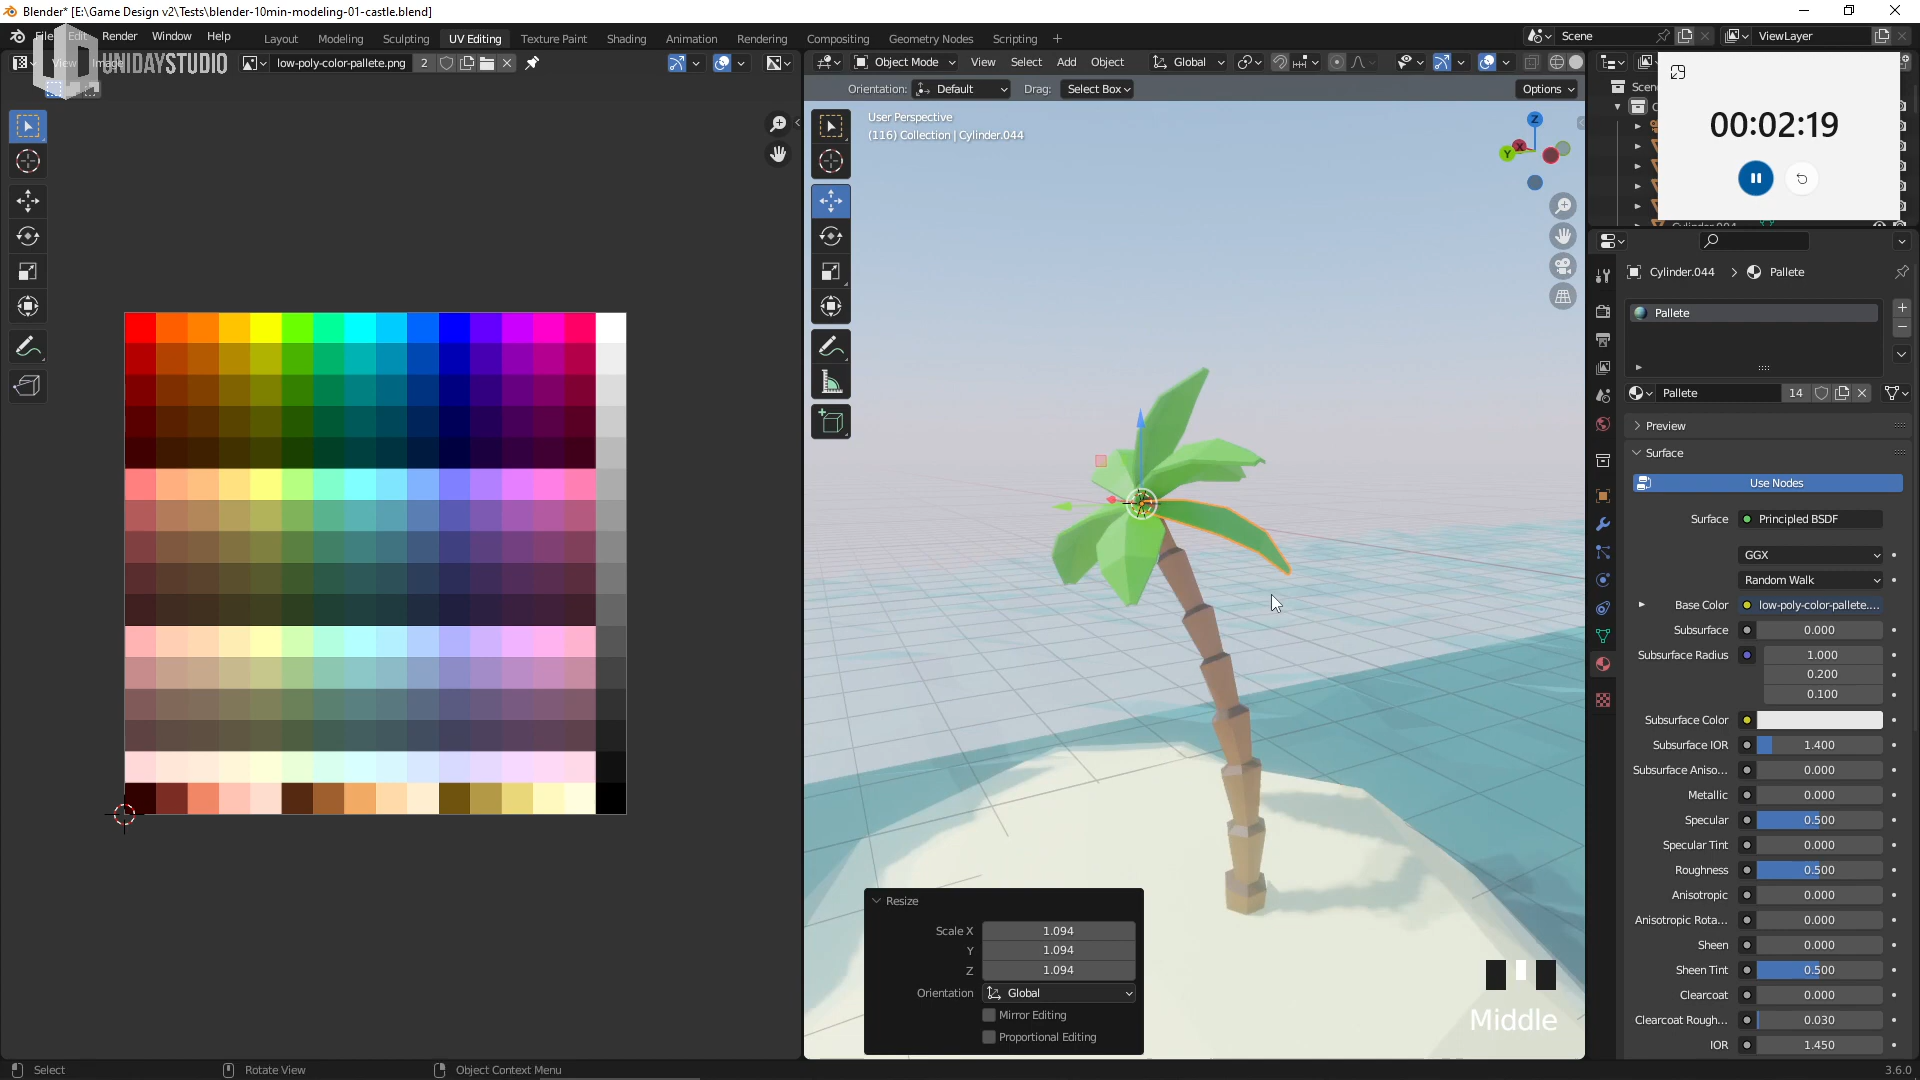 Blender* [E:\Game Design v2\Tests\blender-10min-modeling-01-castle.blend]
File Edit Render Window Help
Layout Modeling Sculpting UV Editing Texture Paint Shading Animation Rendering Compositing Geometry Nodes Scripting +
Scene
ViewLayer
UNIDAYSTUDIO
View Image
low-poly-color-pallete.png 2
Object Mode View Select Add Object Global
Orientation: Default Drag: Select Box Options
User Perspective
(116) Collection | Cylinder.044
Z
X
Y
00:02:19
Cylinder.044 > Pallete
Pallete
Pallete 14
Preview
Surface
Use Nodes
Surface Principled BSDF
GGX
Random Walk
Base Color low-poly-color-pallete....
Subsurface 0.000
Subsurface Radius 1.000
0.200
0.100
Subsurface Color
Subsurface IOR 1.400
Subsurface Aniso... 0.000
Metallic 0.000
Specular 0.500
Specular Tint 0.000
Roughness 0.500
Anisotropic 0.000
Anisotropic Rota... 0.000
Sheen 0.000
Sheen Tint 0.500
Clearcoat 0.000
Clearcoat Rough... 0.030
IOR 1.450
Resize
Scale X 1.094
Y 1.094
Z 1.094
Orientation Global
Mirror Editing
Proportional Editing
Middle
Select Rotate View Object Context Menu
3.6.0